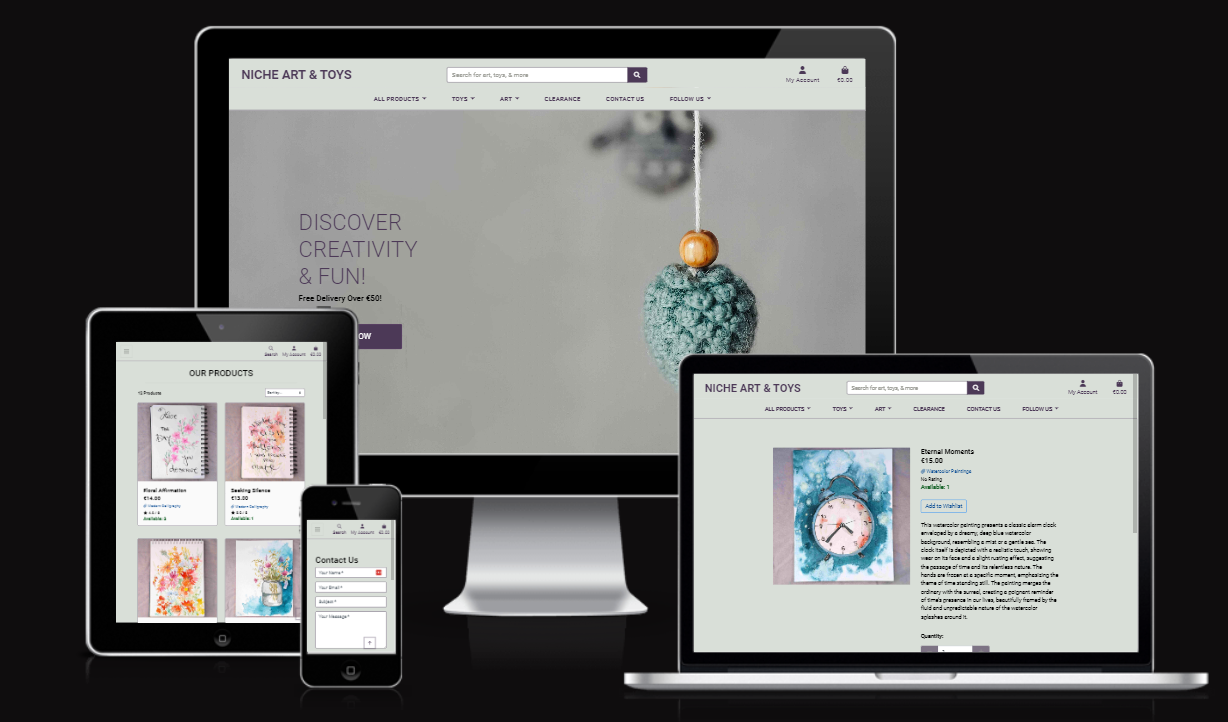 NICHE ART & TOYS
Search for art, toys, & more
My Account
€0.00
ALL PRODUCTS
TOYS
ART
CLEARANCE
CONTACT US
FOLLOW US
DISCOVER
CREATIVITY
& FUN!
Free Delivery Over €50!
OW
Search
My Account
€0.00
OUR PRODUCTS
12 Products
Floral Affirmation
€14.00
Modern Calligraphy
Available: 3
Seeking Silence
€13.00
Modern Calligraphy
Available: 1
Search
My Account
€0.00
Contact Us
Your Name *
Your Email *
Subject *
Your Message *
NICHE ART & TOYS
Search for art, toys, & more
My Account
€0.00
ALL PRODUCTS
TOYS
ART
CLEARANCE
CONTACT US
FOLLOW US
Eternal Moments
€15.00
Watercolor Paintings
No Rating
Available: 1
Add to Wishlist
This watercolor painting presents a classic alarm clock
enveloped by a dreamy, deep blue watercolor
background, resembling a mist or a gentle sea. The
clock itself is depicted with a realistic touch, showing
wear on its face and a slight rusting effect, suggesting
the passage of time and its relentless nature. The
hands are frozen at a specific moment, emphasizing the
theme of time standing still. The painting merges the
ordinary with the surreal, creating a poignant reminder
of time's presence in our lives, beautifully framed by the
fluid and unpredictable nature of the watercolor
splashes around it.
Quantity: